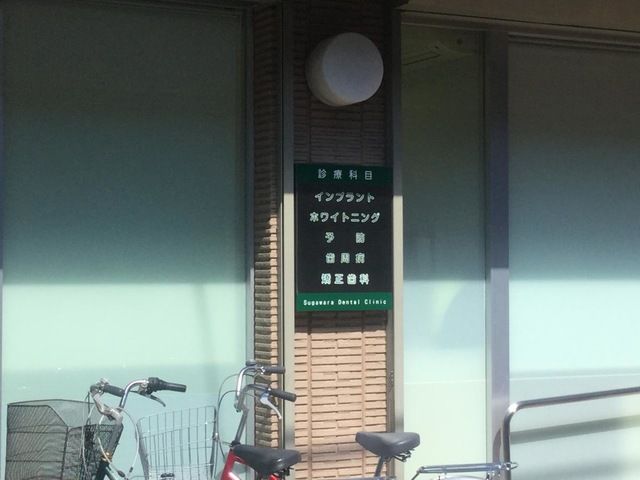 診療科目
インプラント
ホワイトニング
予 防
歯周病
矯正歯科
Sugawara Dental Clinic